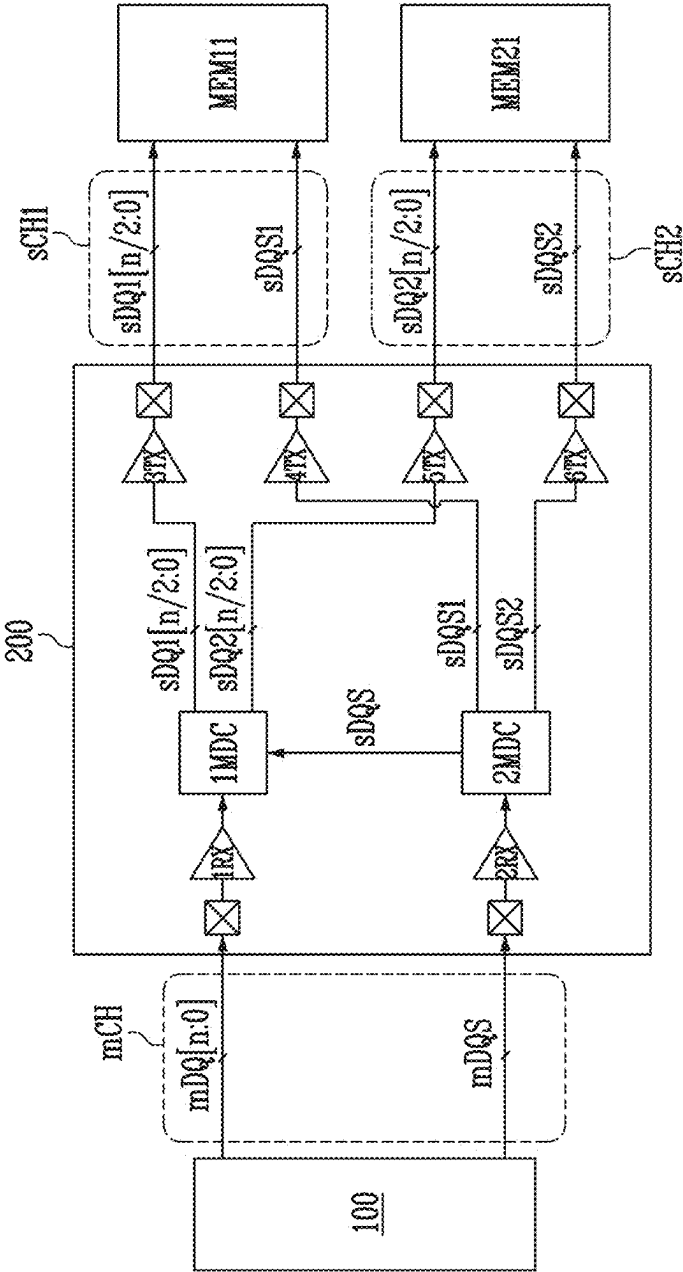 100
mCH
mDQ[n:0]
mDQS
200
1RX
1MDC
sDQ1[n/2:0]
sDQ2[n/2:0]
sDQS
2RX
2MDC
sDQS1
sDQS2
3TX
4TX
5TX
6TX
sCH1
sDQ1[n/2:0]
sDQS1
sDQ2[n/2:0]
sDQS2
sCH2
MEM11
MEM21